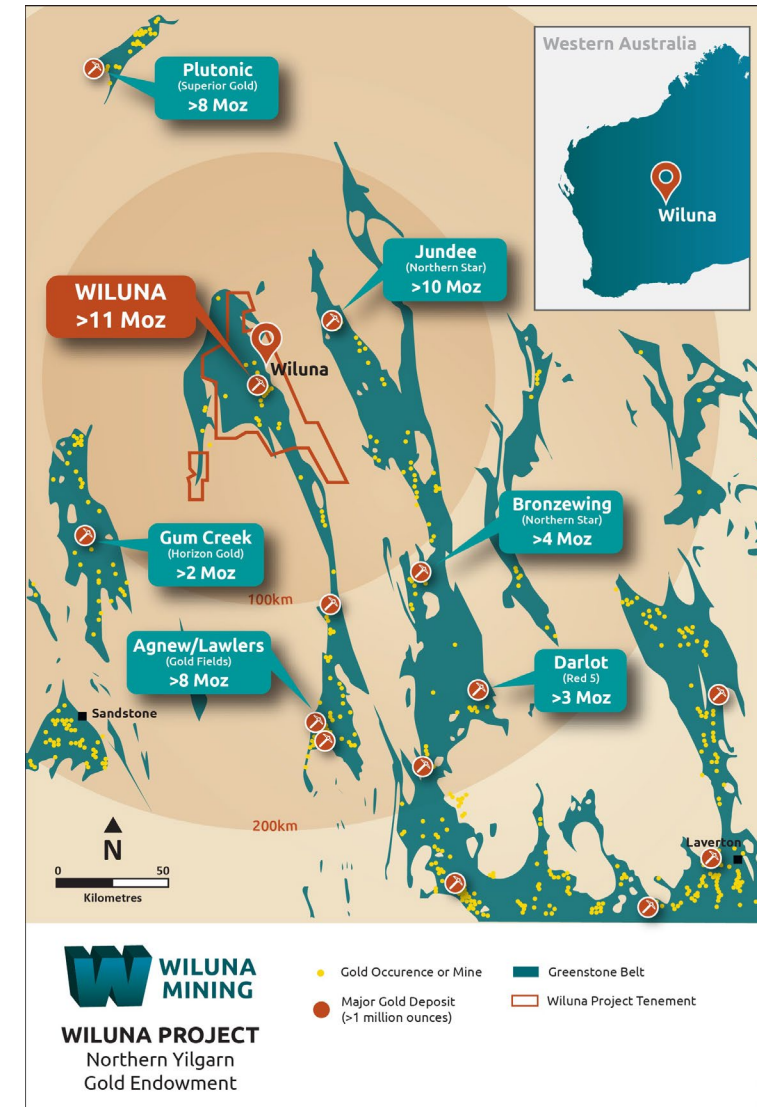 Western Australia
Wiluna
Plutonic
(Superior Gold)
>8 Moz
Jundee
(Northern Star)
>10 Moz
WILUNA
>11 Moz
Wiluna
Bronzewing
(Northern Star)
>4 Moz
Gum Creek
(Horizon Gold)
>2 Moz
100km
Agnew/Lawlers
(Gold Fields)
>8 Moz
Darlot
(Red 5)
>3 Moz
Sandstone
200km
Laverton
N
0 50
Kilometres
W WILUNA
MINING
WILUNA PROJECT
Northern Yilgarn
Gold Endowment
Gold Occurence or Mine
Major Gold Deposit
(>1 million ounces)
Greenstone Belt
Wiluna Project Tenement